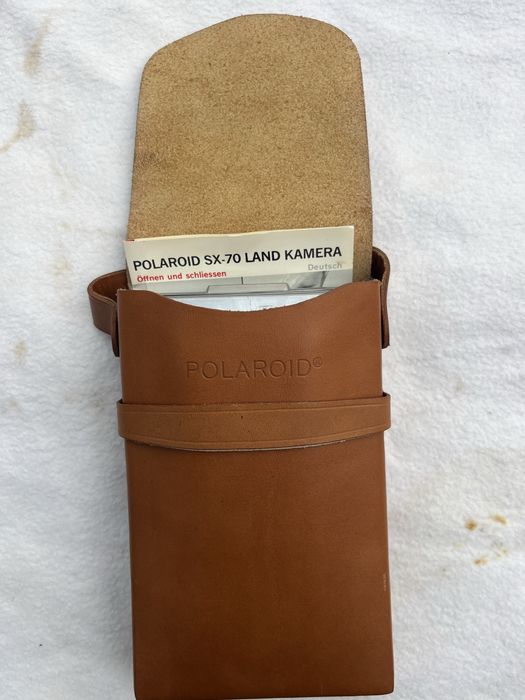 POLAROID SX-70 LAND KAMERA
Deutsch
Öffnen und schliessen
POLAROID®